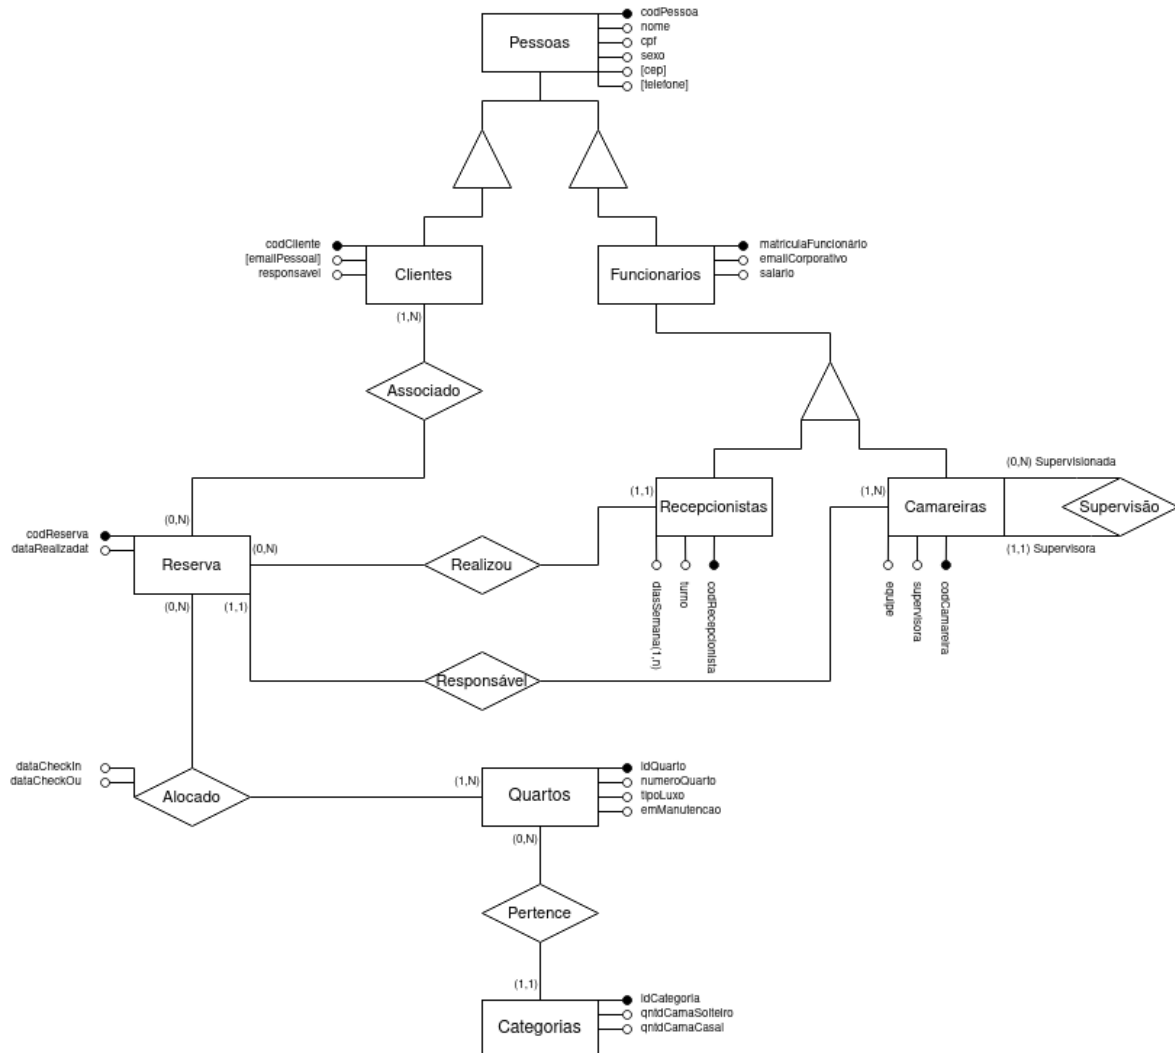 codPessoa
nome
Pessoas
cpf
sexo
[cep]
[telefone]
codCliente
[emailPessoal]
responsavel
Clientes
matriculaFuncionário
emailCorporativo
salario
Funcionarios
(1,N)
Associado
(0,N) Supervisionada
(1,1)
Recepcionistas
(1,N)
Camareiras
Supervisão
(1,1) Supervisora
(0,N)
codReserva
dataRealizadat
Reserva
(0,N)
Realizou
diasSemana(1,n)
turno
codRecepcionista
equipe
supervisora
codCamareira
(0,N)
(1,1)
Responsável
dataCheckIn
dataCheckOu
Alocado
(1,N)
Quartos
idQuarto
numeroQuarto
tipoLuxo
emManutencao
(0,N)
Pertence
(1,1)
Categorias
idCategoria
qntdCamaSolteiro
qntdCamaCasal